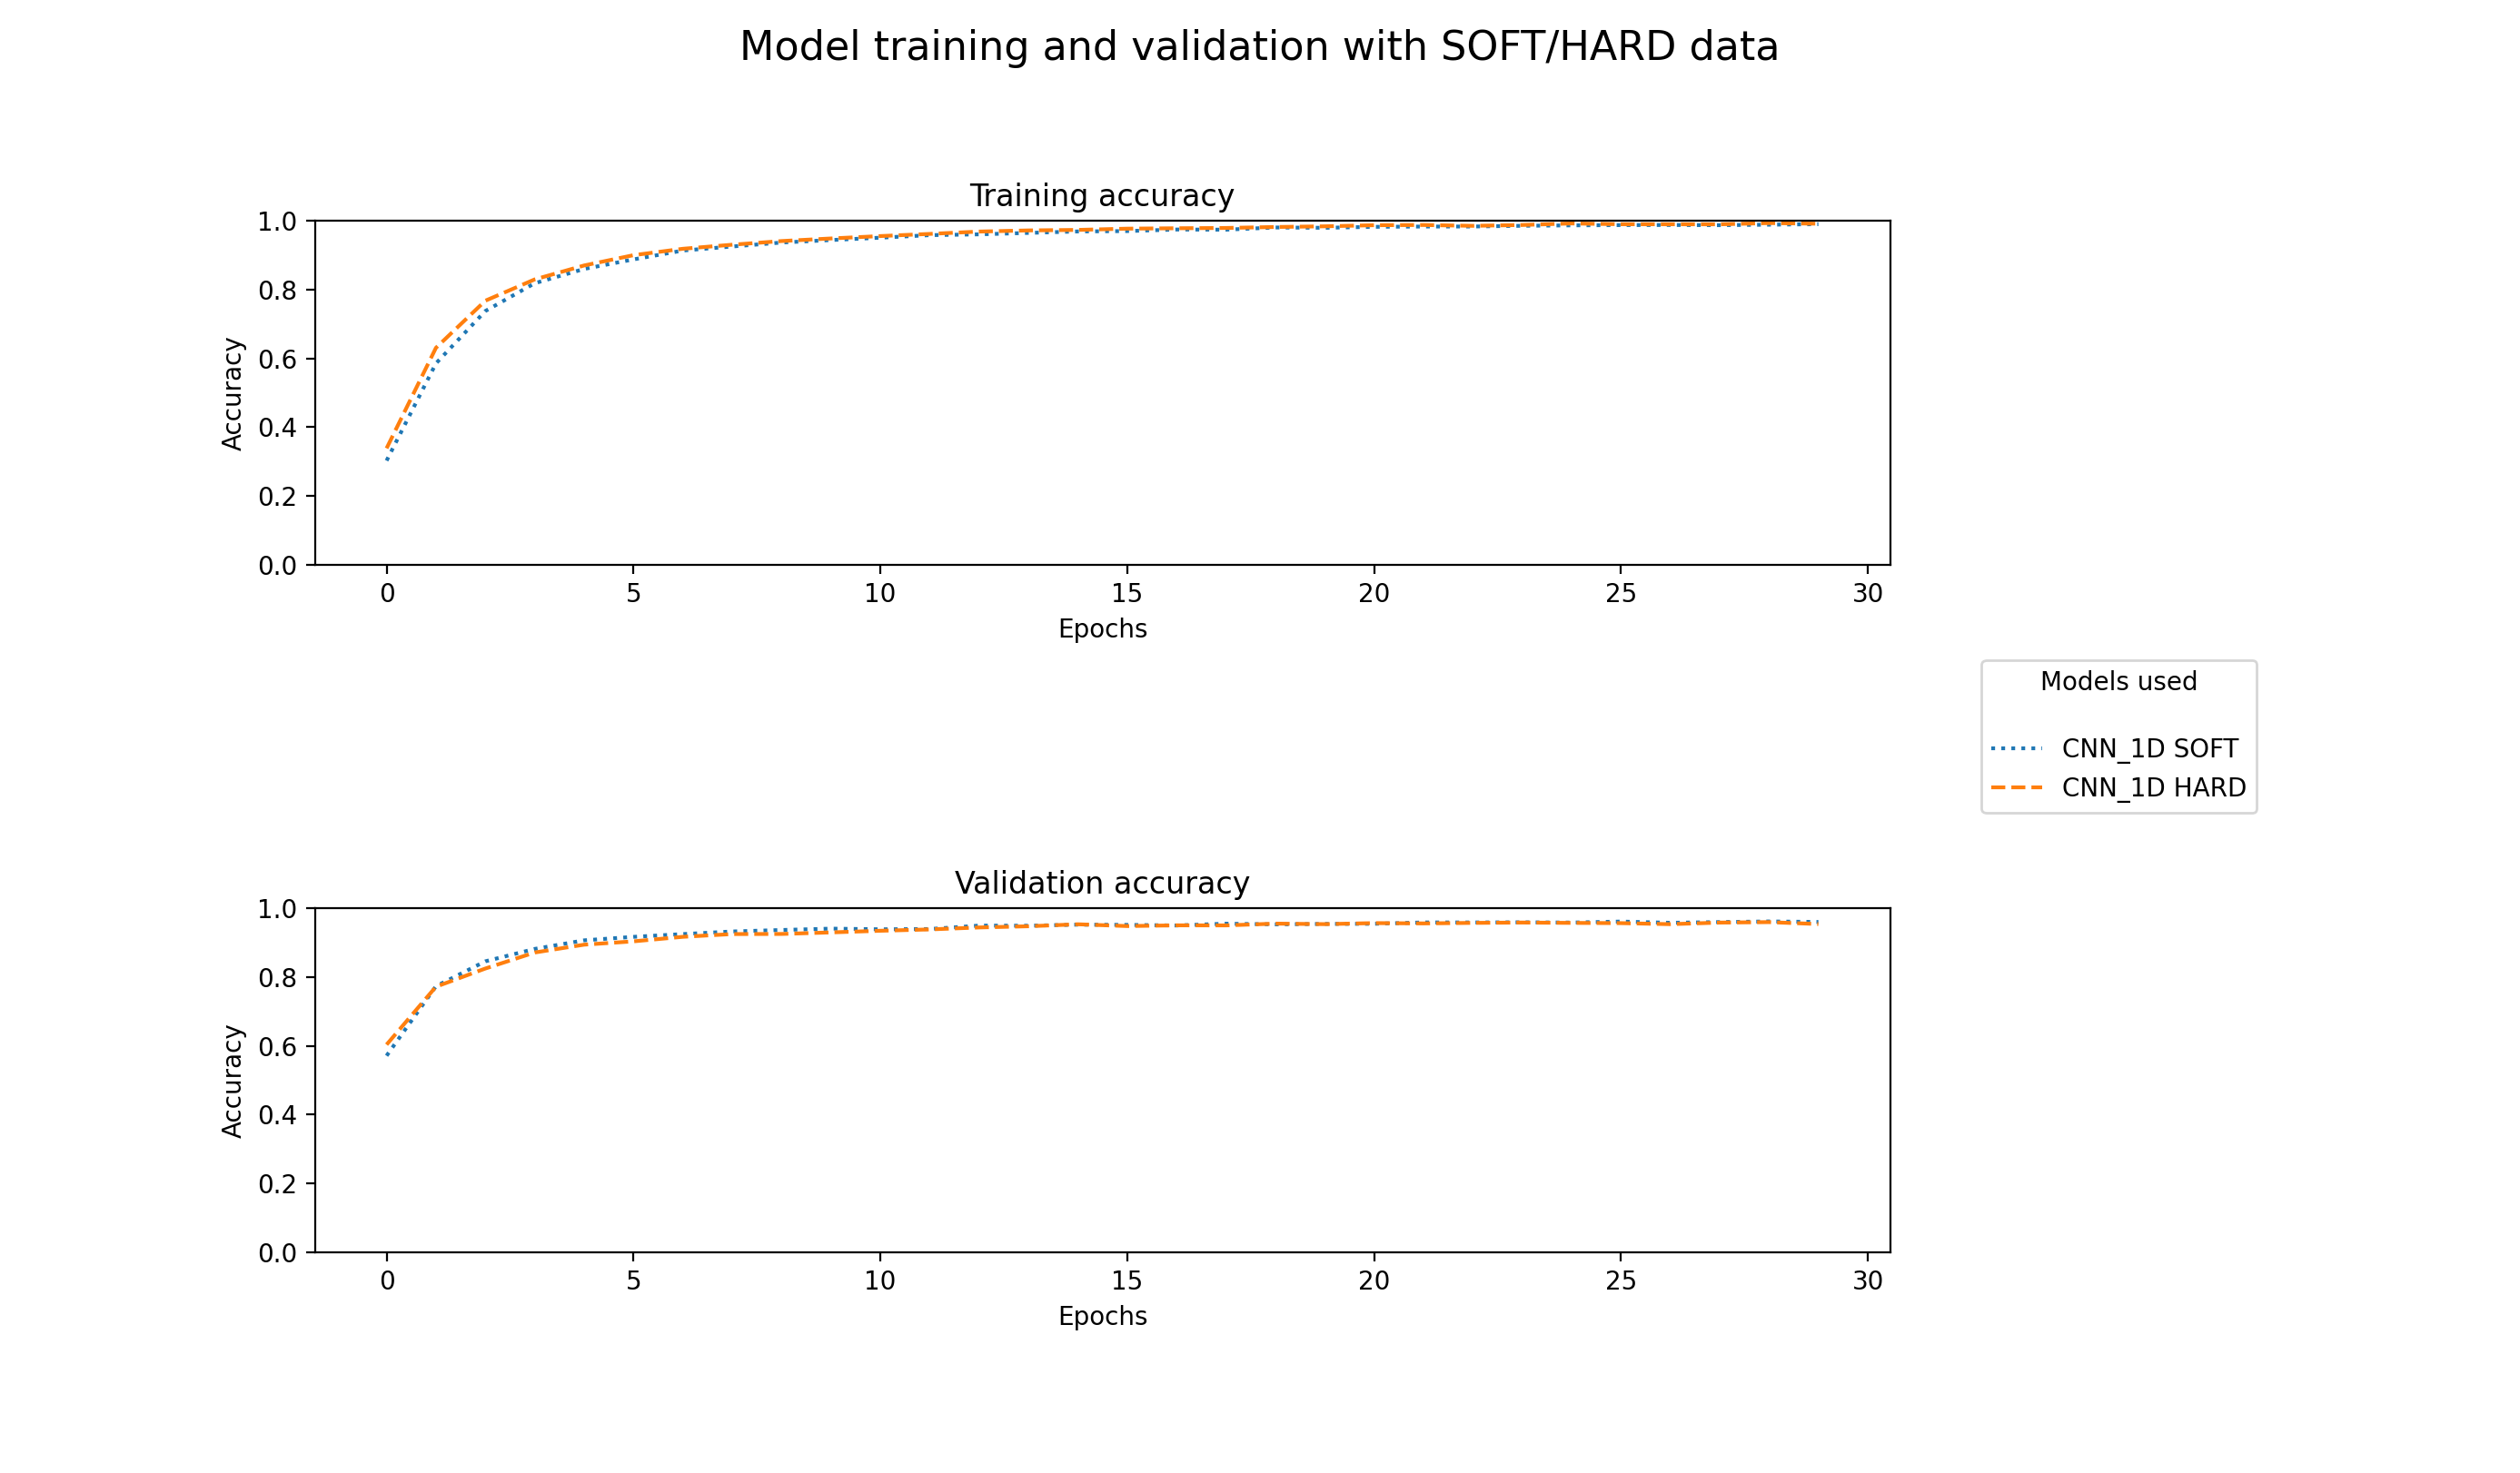 Model training and validation with SOFT/HARD data
Training accuracy
1.0
0.8
0.6
0.4
0.2
0.0
Accuracy
0 5 10 15 20 25 30
Epochs
Models used
CNN_1D SOFT
CNN_1D HARD
Validation accuracy
1.0
0.8
0.6
0.4
0.2
0.0
Accuracy
0 5 10 15 20 25 30
Epochs